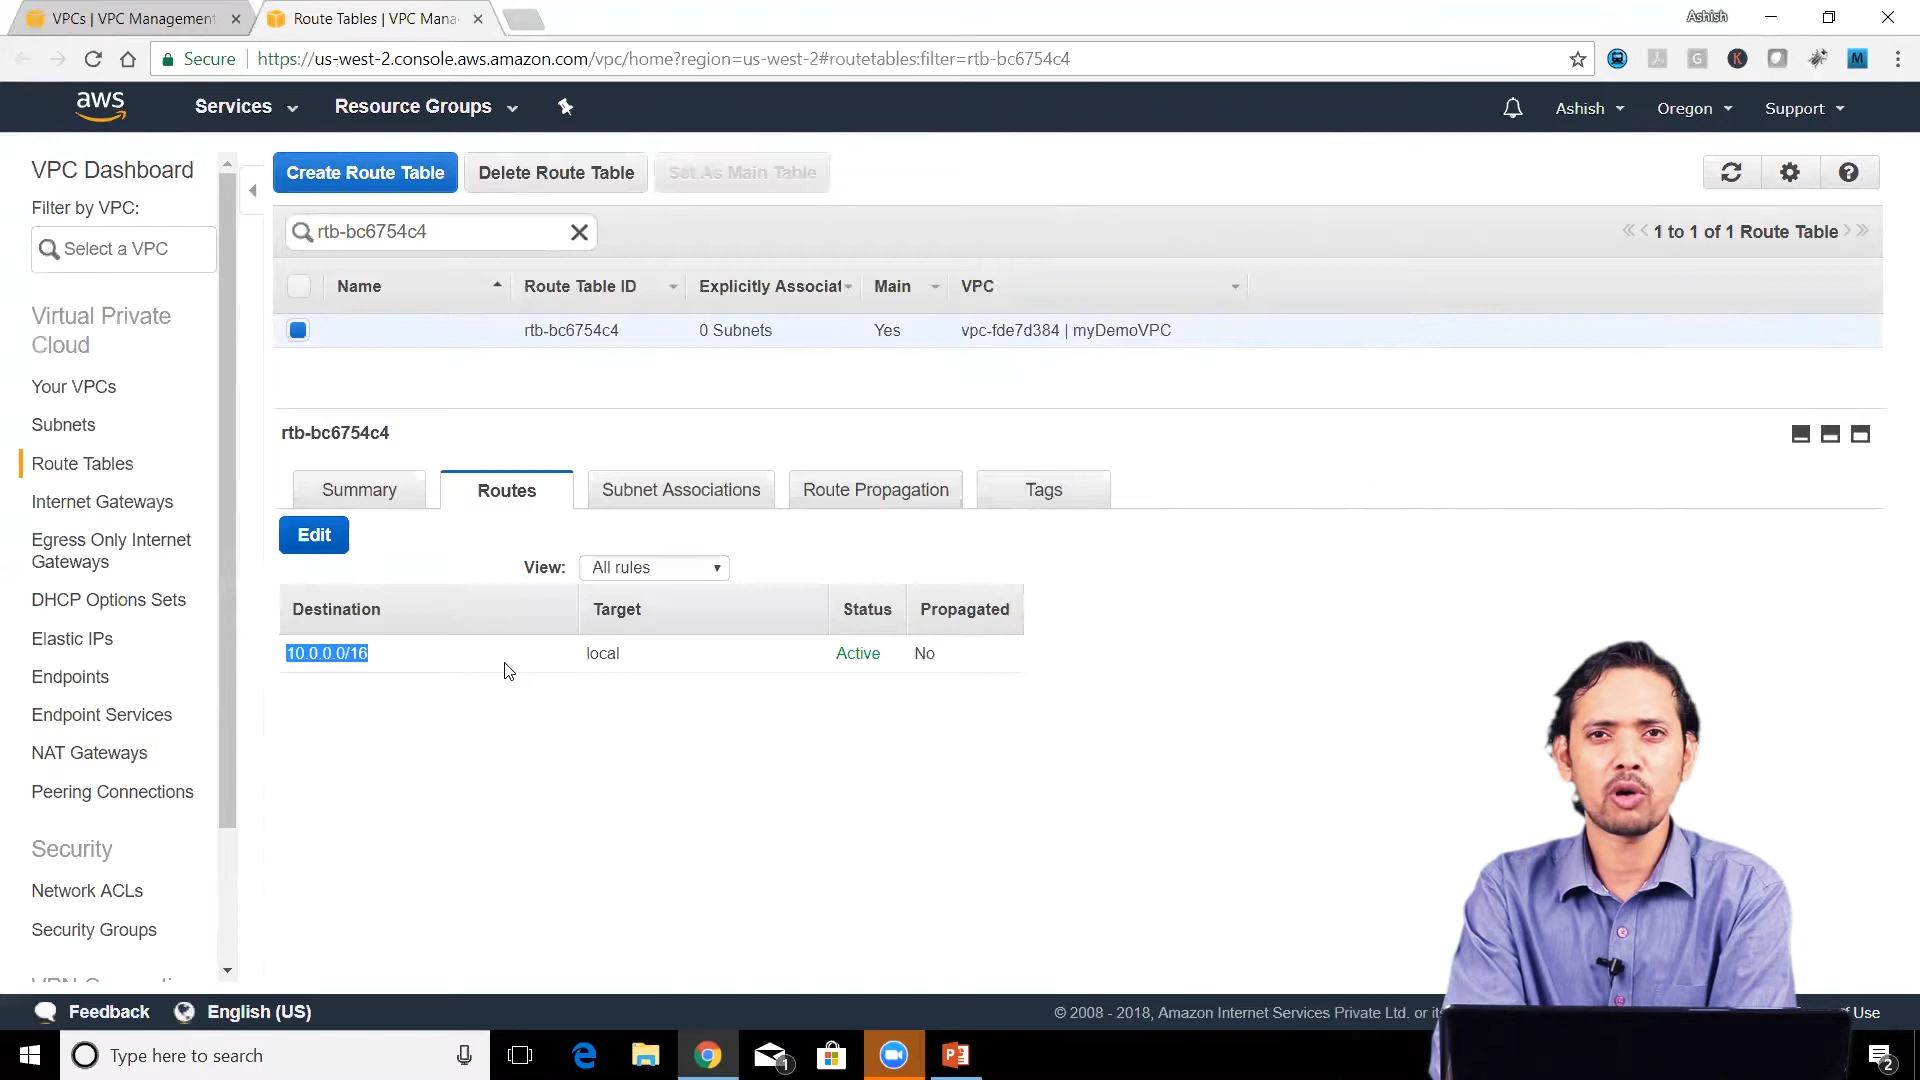 VPCs | VPC Management
Route Tables | VPC Mana
Ashish
Secure
https://us-west-2.console.aws.amazon.com/vpc/home?region=us-west-2#routetables:filter=rtb-bc6754c4
aws
Services
Resource Groups
Ashish
Oregon
Support
VPC Dashboard
Filter by VPC:
Select a VPC
Virtual Private
Cloud
Your VPCs
Subnets
Route Tables
Internet Gateways
Egress Only Internet
Gateways
DHCP Options Sets
Elastic IPs
Endpoints
Endpoint Services
NAT Gateways
Peering Connections
Security
Network ACLs
Security Groups
Create Route Table
Delete Route Table
Set As Main Table
rtb-bc6754c4
1 to 1 of 1 Route Table
Name
Route Table ID
Explicitly Associat
Main
VPC
rtb-bc6754c4
0 Subnets
Yes
vpc-fde7d384 | myDemoVPC
rtb-bc6754c4
Summary
Routes
Subnet Associations
Route Propagation
Tags
Edit
View:
All rules
Destination
Target
Status
Propagated
10.0.0.0/16
local
Active
No
Feedback
English (US)
© 2008 - 2018, Amazon Internet Services Private Ltd. or it
Use
Type here to search
1
2